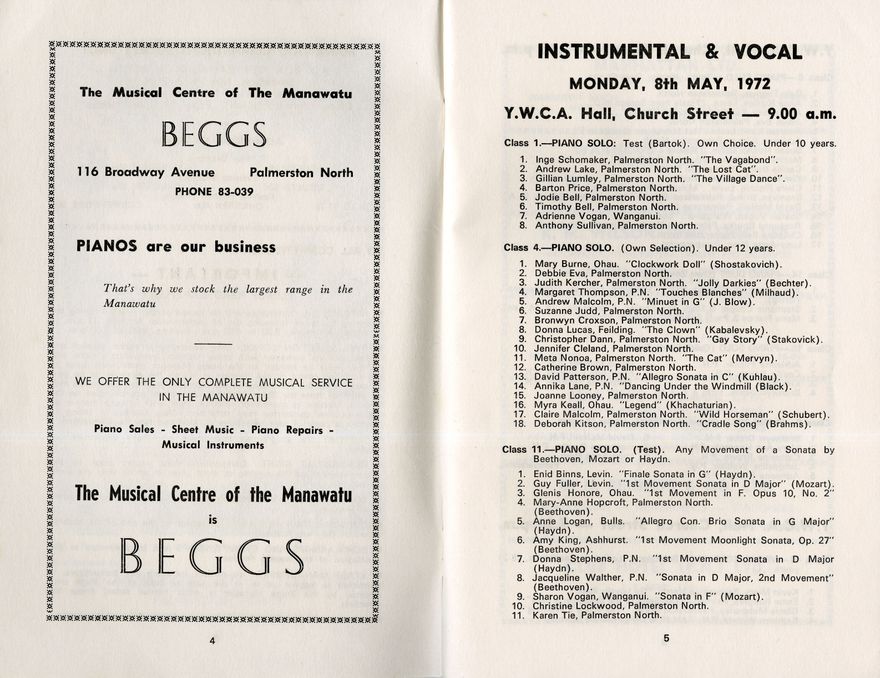 The Musical Centre of The Manawatu
BEGGS
116 Broadway Avenue Palmerston North
PHONE 83-039
PIANOS are our business
That's why we stock the largest range in the
Manawatu
WE OFFER THE ONLY COMPLETE MUSICAL SERVICE
IN THE MANAWATU
Piano Sales - Sheet Music - Piano Repairs -
Musical Instruments
The Musical Centre of the Manawatu
is
BEGGS
4
INSTRUMENTAL & VOCAL
MONDAY, 8th MAY, 1972
Y.W.C.A. Hall, Church Street — 9.00 a.m.
Class 1.—PIANO SOLO: Test (Bartok). Own Choice. Under 10 years.
1. Inge Schomaker, Palmerston North. "The Vagabond".
2. Andrew Lake, Palmerston North. "The Lost Cat".
3. Gillian Lumley, Palmerston North. "The Village Dance".
4. Barton Price, Palmerston North.
5. Jodie Bell, Palmerston North.
6. Timothy Bell, Palmerston North.
7. Adrienne Vogan, Wanganui.
8. Anthony Sullivan, Palmerston North.
Class 4.—PIANO SOLO. (Own Selection). Under 12 years.
1. Mary Burne, Ohau. "Clockwork Doll" (Shostakovich).
2. Debbie Eva, Palmerston North.
3. Judith Kercher, Palmerston North. "Jolly Darkies" (Bechter).
4. Margaret Thompson, P.N. "Touches Blanches" (Milhaud).
5. Andrew Malcolm, P.N. "Minuet in G" (J. Blow).
6. Suzanne Judd, Palmerston North.
7. Bronwyn Croxson, Palmerston North.
8. Donna Lucas, Feilding. "The Clown" (Kabalevsky).
9. Christopher Dann, Palmerston North. "Gay Story" (Stakovick).
10. Jennifer Cleland, Palmerston North.
11. Meta Nonoa, Palmerston North. "The Cat" (Mervyn).
12. Catherine Brown, Palmerston North.
13. David Patterson, P.N. "Allegro Sonata in C" (Kuhlau).
14. Annika Lane, P.N. "Dancing Under the Windmill (Black).
15. Joanne Looney, Palmerston North.
16. Myra Keall, Ohau. "Legend" (Khachaturian).
17. Claire Malcolm, Palmerston North. "Wild Horseman" (Schubert).
18. Deborah Kitson, Palmerston North. "Cradle Song" (Brahms).
Class 11.—PIANO SOLO. (Test). Any Movement of a Sonata by
Beethoven, Mozart or Haydn.
1. Enid Binns, Levin. "Finale Sonata in G" (Haydn).
2. Guy Fuller, Levin. "1st Movement Sonata in D Major" (Mozart).
3. Glenis Honore, Ohau. "1st Movement in F. Opus 10, No. 2"
4. Mary-Anne Hopcroft, Palmerston North.
(Beethoven).
5. Anne Logan, Bulls. "Allegro Con. Brio Sonata in G Major"
(Haydn).
6. Amy King, Ashhurst. "1st Movement Moonlight Sonata, Op. 27"
(Beethoven).
7. Donna Stephens, P.N. "1st Movement Sonata in D Major
(Haydn).
8. Jacqueline Walther, P.N. "Sonata in D Major, 2nd Movement"
(Beethoven).
9. Sharon Vogan, Wanganui. "Sonata in F" (Mozart).
10. Christine Lockwood, Palmerston North.
11. Karen Tie, Palmerston North.
5